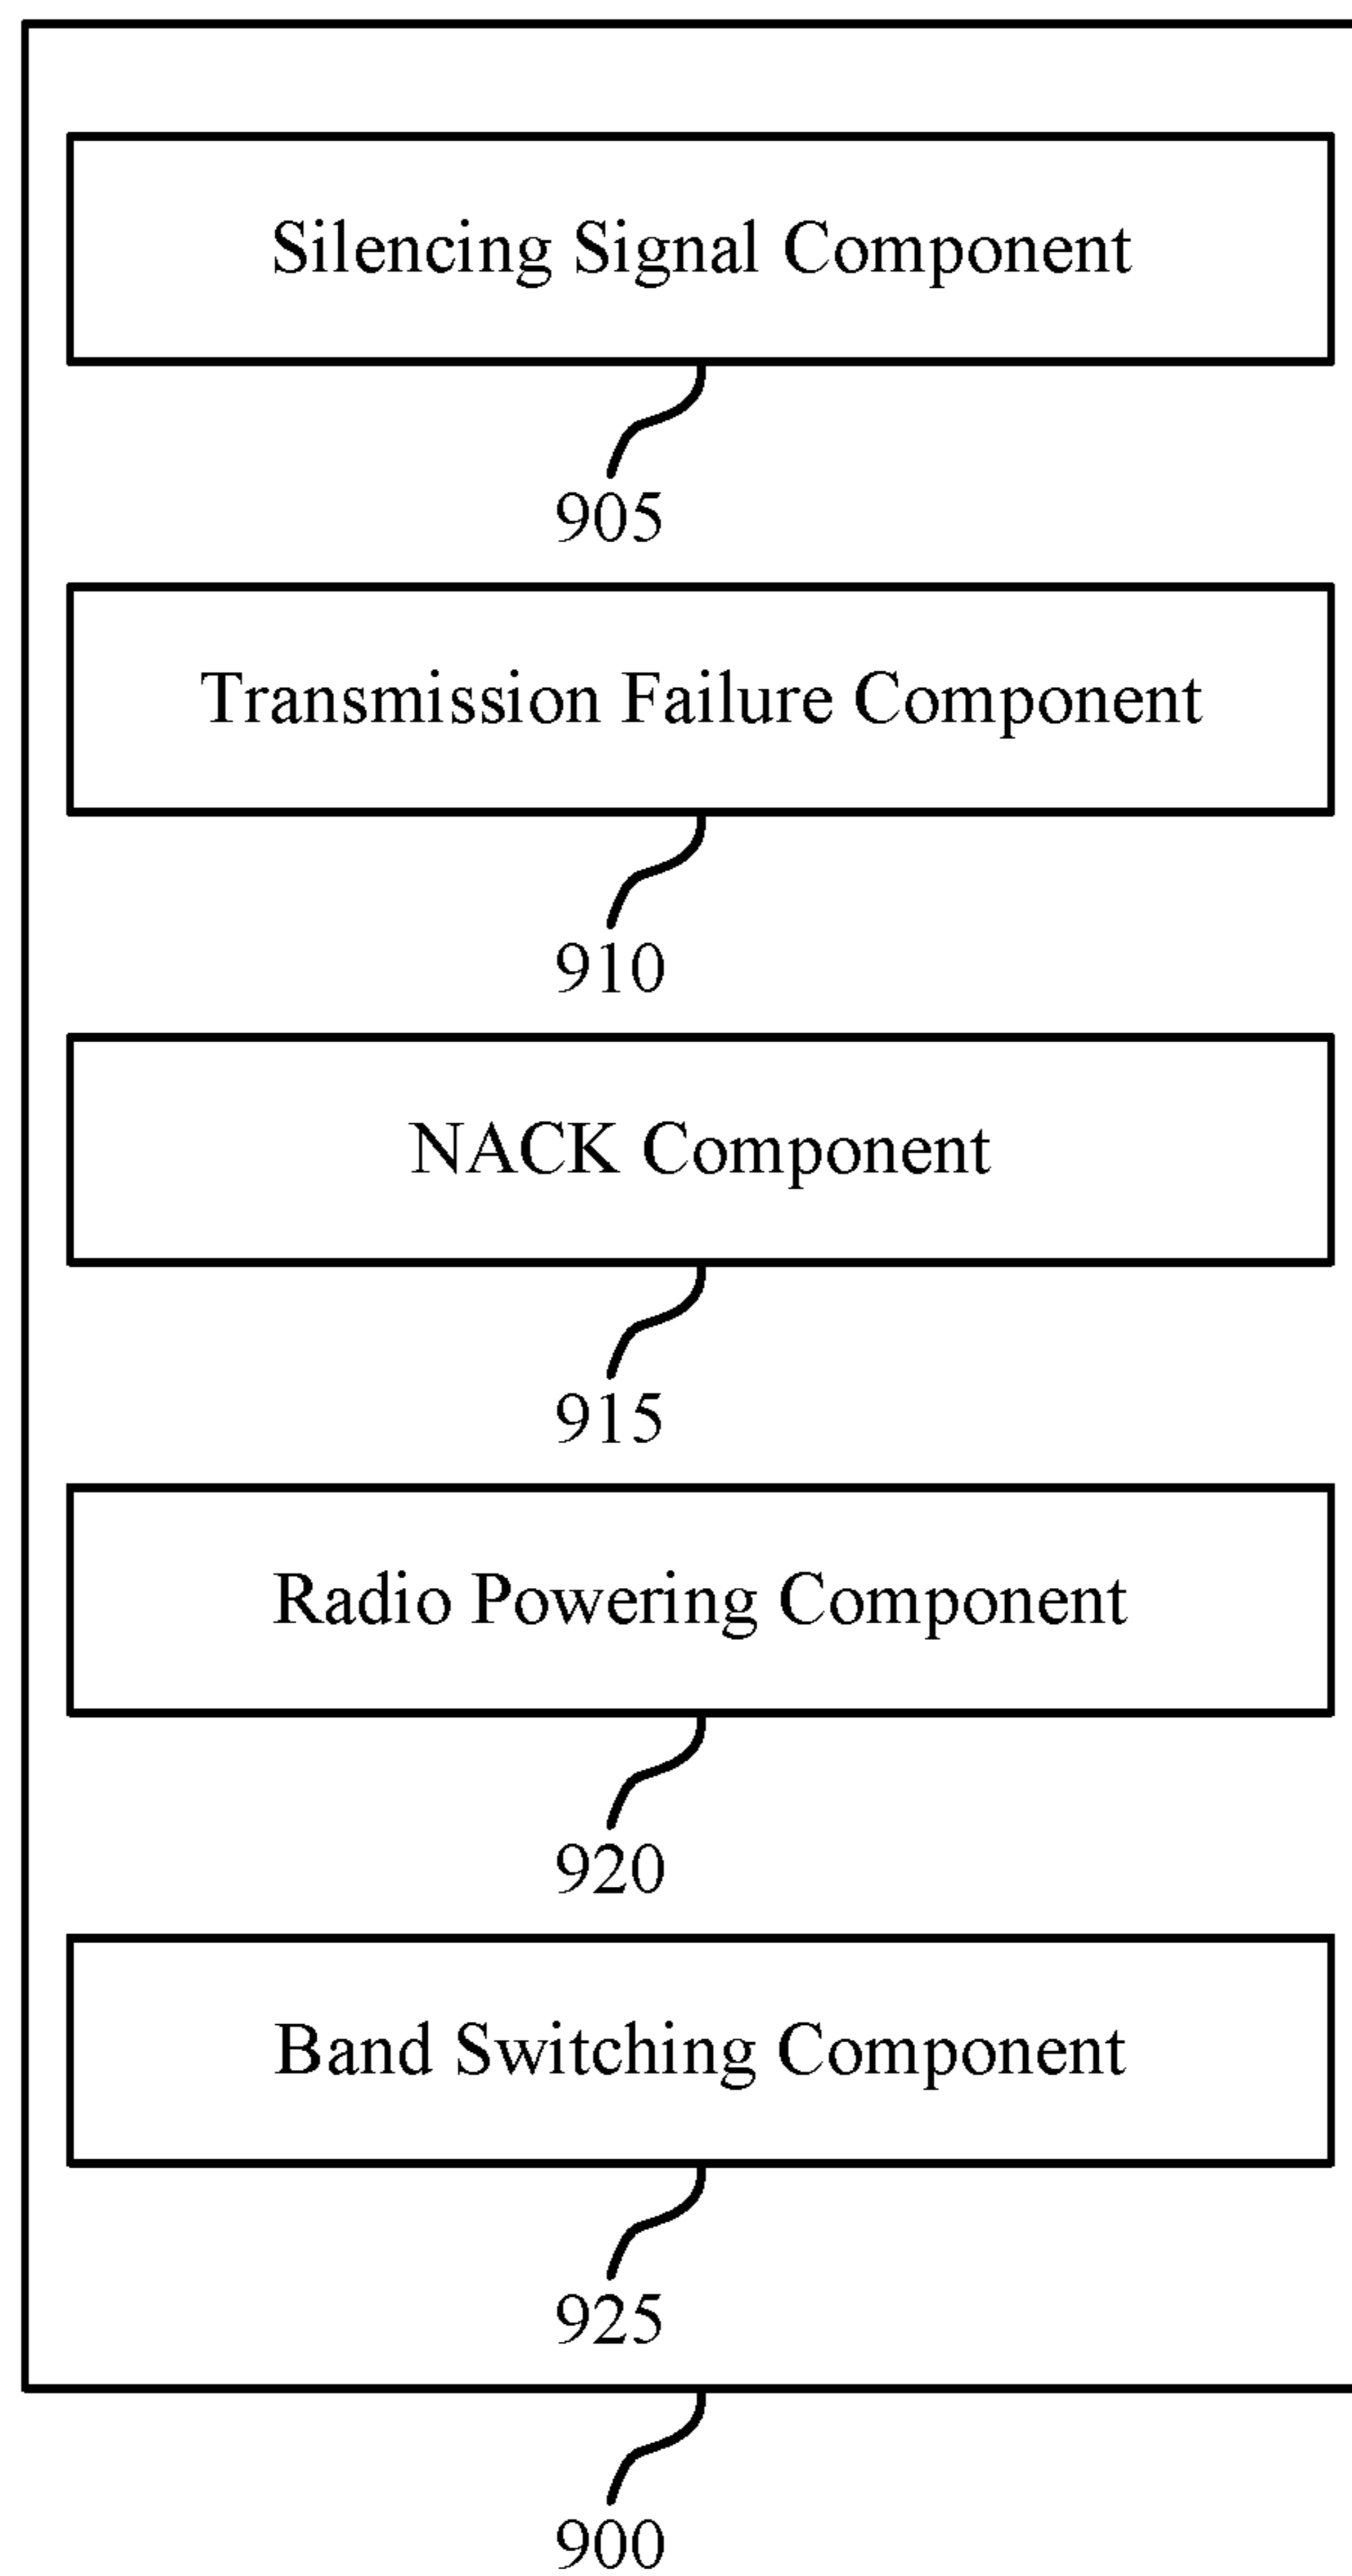 Silencing Signal Component
905
Transmission Failure Component
910
NACK Component
915
Radio Powering Component
920
Band Switching Component
925
900